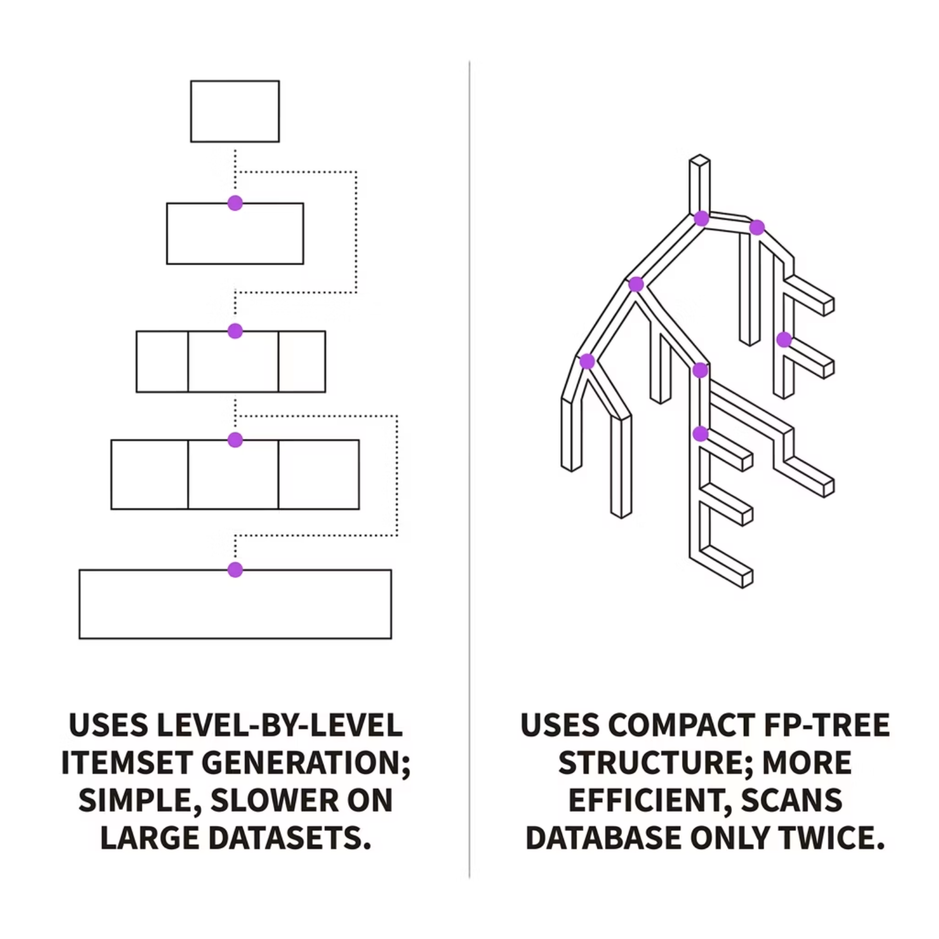 USES LEVEL-BY-LEVEL
ITEMSET GENERATION;
SIMPLE, SLOWER ON
LARGE DATASETS.
USES COMPACT FP-TREE
STRUCTURE; MORE
EFFICIENT, SCANS
DATABASE ONLY TWICE.